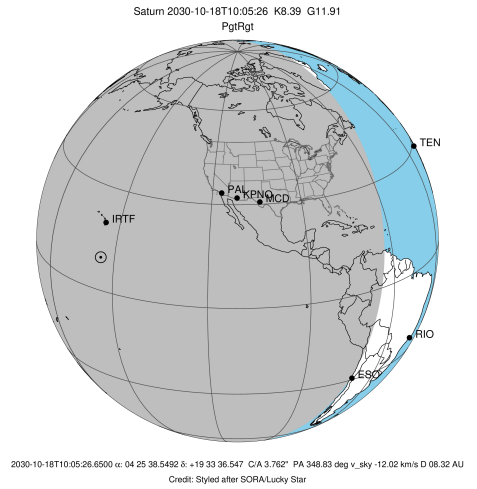 Saturn 2030-10-18T10:05:26 K8.39 G11.91
PgtRgt
TEN
PAL
KPNO
MCD
IRTF
RIO
ESO
2030-10-18T10:05:26.6500 α: 04 25 38.5492 δ: +19 33 36.547 C/A 3.762" PA 348.83 deg v_sky -12.02 km/s D 08.32 AU
Credit: Styled after SORA/Lucky Star